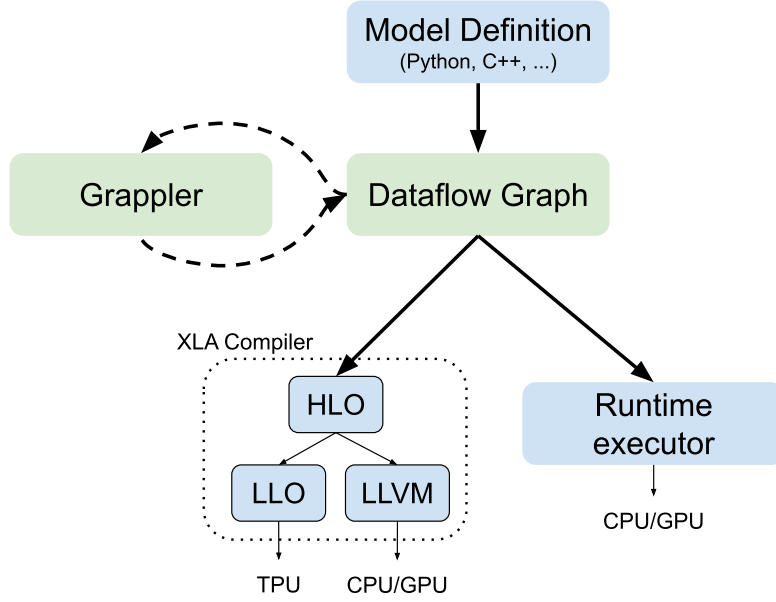 Model Definition
(Python, C++, ...)
Grappler
Dataflow Graph
XLA Compiler
HLO
Runtime
executor
LLO
LLVM
CPU/GPU
TPU
CPU/GPU